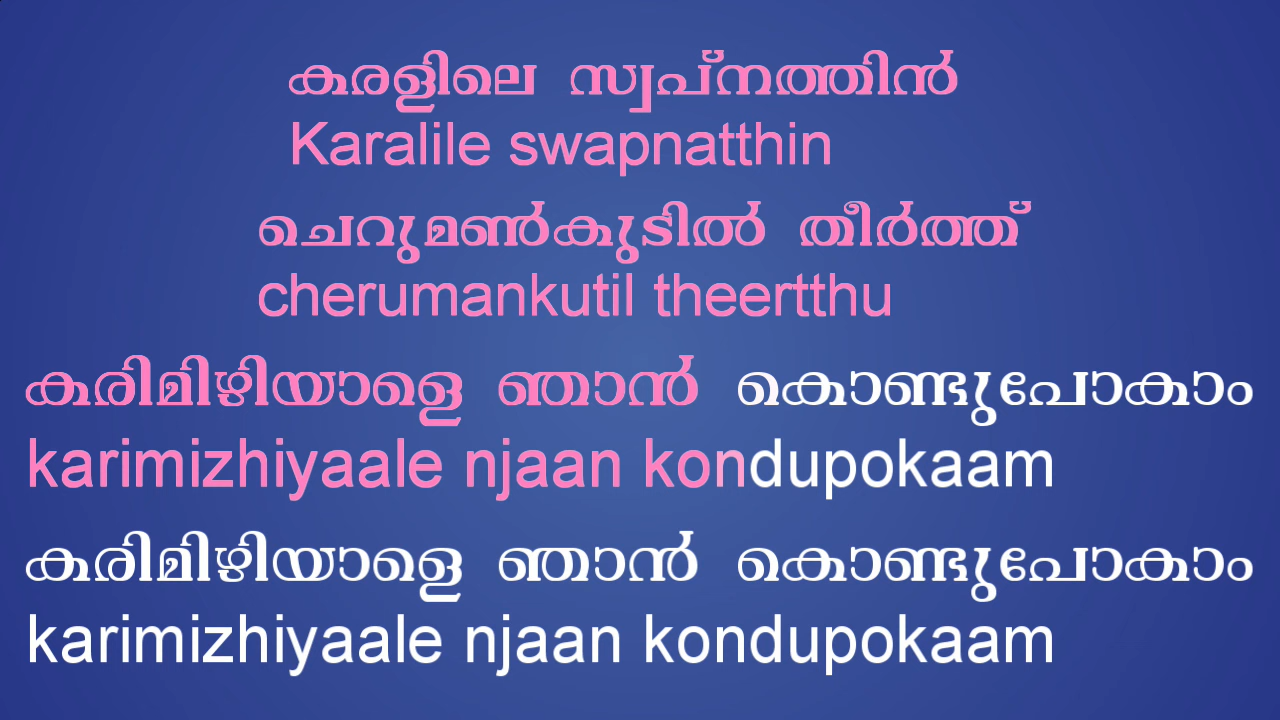 കരളിലെ സ്വപ്നത്തിൻ
Karalile swapnatthin
ചെറുമൺകുടിൽ തീർത്ത്
cherumankutil theertthu
കരിമിഴിയാളെ ഞാൻ കൊണ്ടുപോകാം
karimizhiyaale njaan kondupokaam
കരിമിഴിയാളെ ഞാൻ കൊണ്ടുപോകാം
karimizhiyaale njaan kondupokaam